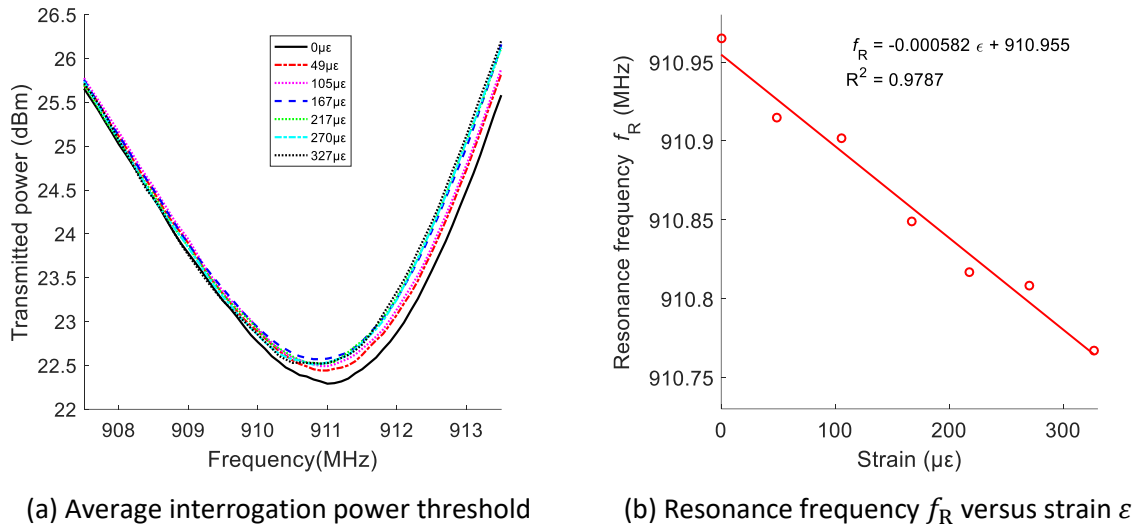 26.5
26
25.5
25
24.5
24
23.5
23
22.5
22
Transmitted power (dBm)
0με
49με
105με
167με
217με
270με
327με
908 909 910 911 912 913
Frequency(MHz)
(a) Average interrogation power threshold
910.95
910.9
910.85
910.8
910.75
Resonance frequency f_R (MHz)
f_R = -0.000582 ϵ + 910.955
R² = 0.9787
0 100 200 300
Strain (με)
(b) Resonance frequency f_R versus strain ε